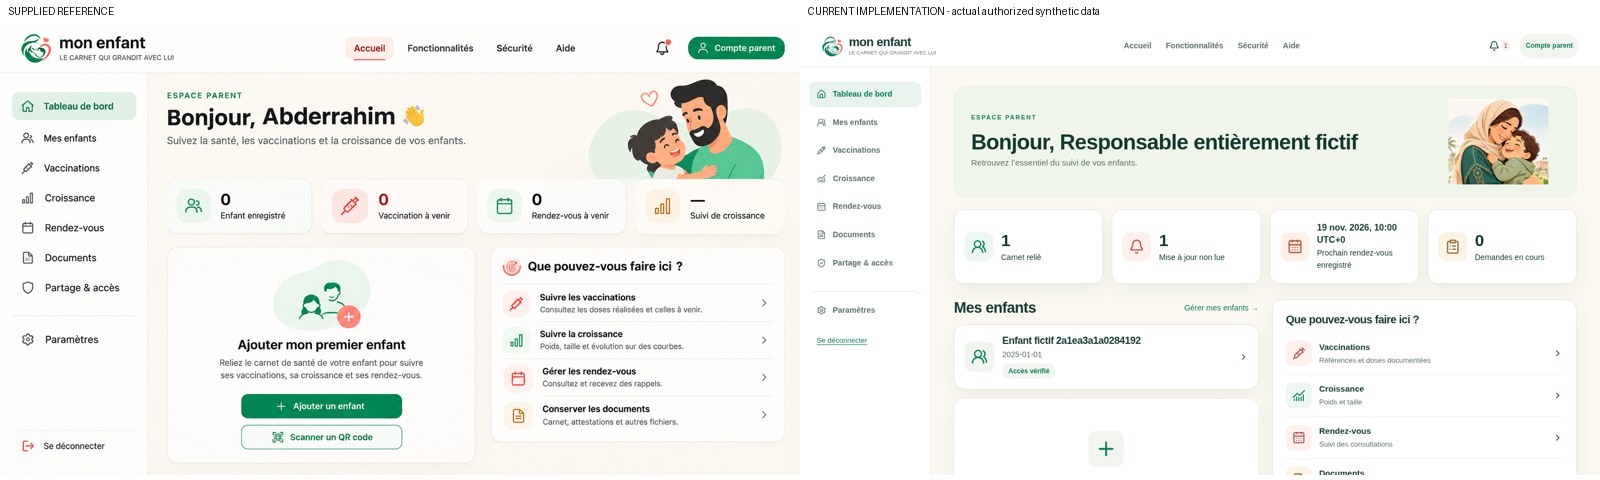 SUPPLIED REFERENCE
mon enfant
LE CARNET QUI GRANDIT AVEC LUI
Accueil
Fonctionnalités
Sécurité
Aide
Compte parent
Tableau de bord
Mes enfants
Vaccinations
Croissance
Rendez-vous
Documents
Partage & accès
Paramètres
Se déconnecter
ESPACE PARENT
Bonjour, Abderrahim 👋
Suivez la santé, les vaccinations et la croissance de vos enfants.
0
Enfant enregistré
0
Vaccination à venir
0
Rendez-vous à venir
—
Suivi de croissance
Ajouter mon premier enfant
Reliez le carnet de santé de votre enfant pour suivre
ses vaccinations, sa croissance et ses rendez-vous.
+ Ajouter un enfant
Scanner un QR code
Que pouvez-vous faire ici ?
Suivre les vaccinations
Consultez les doses réalisées et celles à venir.
Suivre la croissance
Poids, taille et évolution sur des courbes.
Gérer les rendez-vous
Consultez et recevez des rappels.
Conserver les documents
Carnet, attestations et autres fichiers.
CURRENT IMPLEMENTATION - actual authorized synthetic data
mon enfant
LE CARNET QUI GRANDIT AVEC LUI
Accueil
Fonctionnalités
Sécurité
Aide
1
Compte parent
Tableau de bord
Mes enfants
Vaccinations
Croissance
Rendez-vous
Documents
Partage & accès
Paramètres
Se déconnecter
ESPACE PARENT
Bonjour, Responsable entièrement fictif
Retrouvez l'essentiel du suivi de vos enfants.
1
Carnet relié
1
Mise à jour non lue
19 nov. 2026, 10:00
UTC+0
Prochain rendez-vous
enregistré
0
Demandes en cours
Mes enfants
Gérer mes enfants →
Enfant fictif 2a1ea3a1a0284192
2025-01-01
Accès vérifié
Que pouvez-vous faire ici ?
Vaccinations
Références et doses documentées
Croissance
Poids et taille
Rendez-vous
Suivi des consultations
Documents